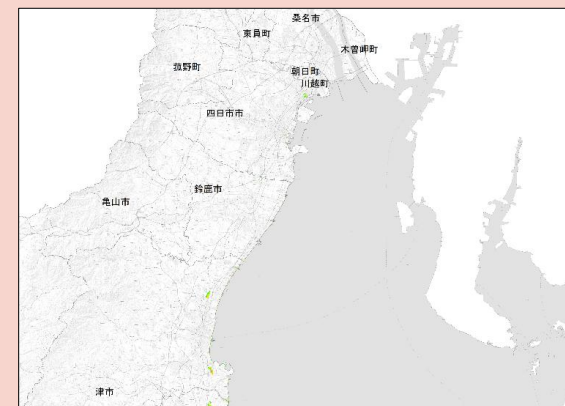 桑名市
東員町
木曽岬町
菰野町
朝日町
川越町
四日市市
鈴鹿市
亀山市
津市